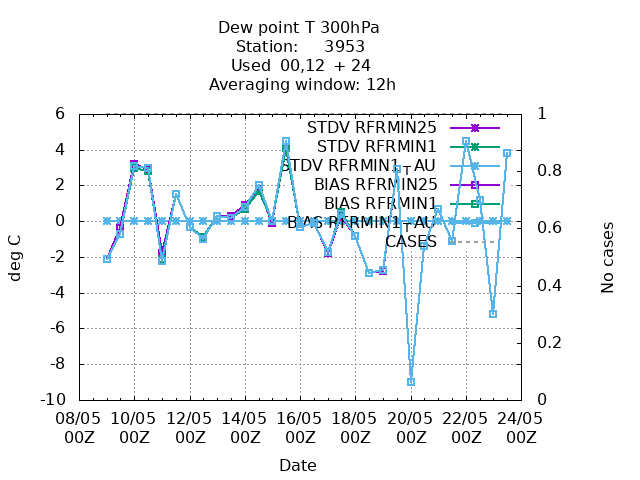 Dew point T 300hPa
Station: 3953
Used 00,12 + 24
Averaging window: 12h
6
4
2
0
-2
-4
-6
-8
-10
1
0.8
0.6
0.4
0.2
0
deg C
No cases
STDV RFRMIN25
STDV RFRMIN1
STDV RFRMIN1_AU
BIAS RFRMIN25
BIAS RFRMIN1
BIAS RFRMIN1_AU
CASES
08/05 10/05 12/05 14/05 16/05 18/05 20/05 22/05 24/05
00Z 00Z 00Z 00Z 00Z 00Z 00Z 00Z 00Z
Date